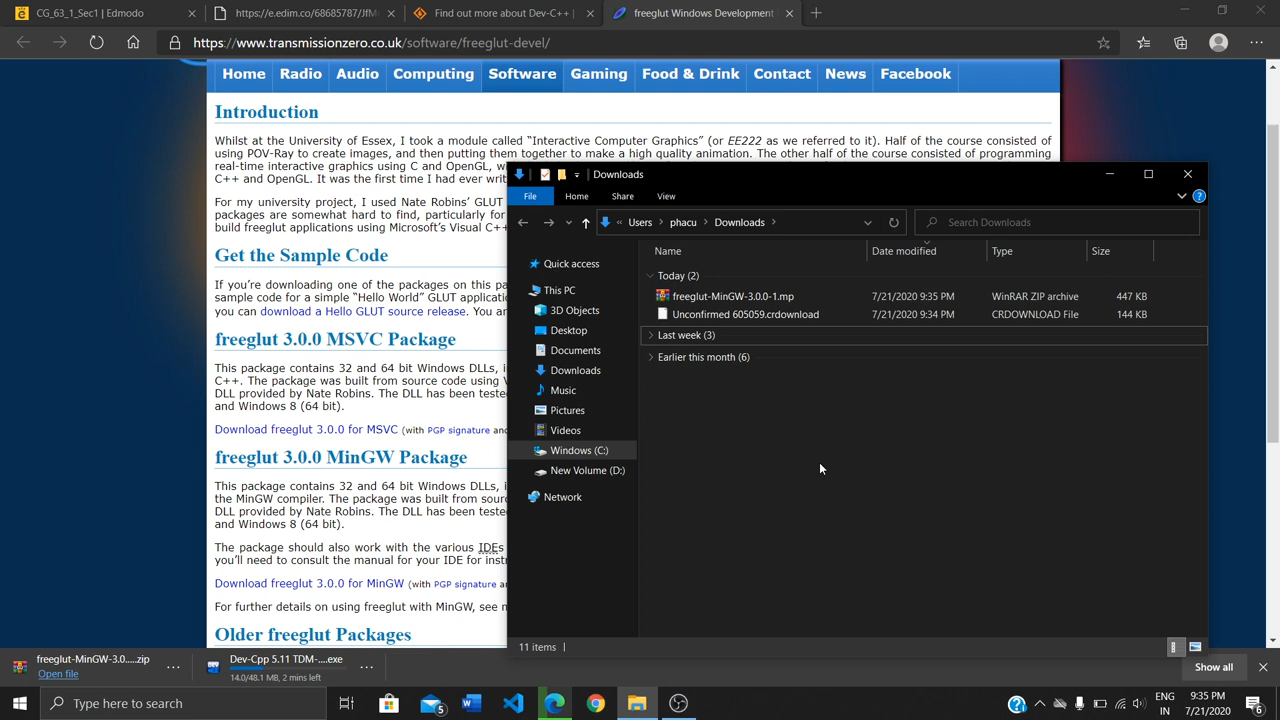 CG_63_1_Sec1 | Edmodo
https://e.edim.co/68685787/JfM
Find out more about Dev-C++ |
freeglut Windows Development
https://www.transmissionzero.co.uk/software/freeglut-devel/
Home Radio Audio Computing Software Gaming Food & Drink Contact News Facebook
Introduction
Whilst at the University of Essex, I took a module called “Interactive Computer Graphics” (or EE222 as we referred to it). Half of the course consisted of
using POV-Ray to create images, and then putting them together to make a high quality animation. The other half of the course consisted of programming
real-time interactive graphics using C and OpenGL, w
C++ and OpenGL. It was the first time I had ever writ
For my university project, I used Nate Robins’ GLUT
packages are somewhat hard to find, particularly for
build freeglut applications using Microsoft’s Visual C++
Get the Sample Code
If you’re downloading one of the packages on this pa
sample code for a simple “Hello World” GLUT applicatio
you can download a Hello GLUT source release. You ar
freeglut 3.0.0 MSVC Package
This package contains 32 and 64 bit Windows DLLs, i
C++. The package was built from source code using V
DLL provided by Nate Robins. The DLL has been teste
and Windows 8 (64 bit).
Download freeglut 3.0.0 for MSVC (with PGP signature and
freeglut 3.0.0 MinGW Package
This package contains 32 and 64 bit Windows DLLs, i
the MinGW compiler. The package was built from sour
DLL provided by Nate Robins. The DLL has been teste
and Windows 8 (64 bit).
The package should also work with the various IDEs
you’ll need to consult the manual for your IDE for inst
Download freeglut 3.0.0 for MinGW (with PGP signature an
For further details on using freeglut with MinGW, see n
Older freeglut Packages
Downloads
File Home Share View
« Users > phacu > Downloads >
Search Downloads
Name Date modified Type Size
Quick access
This PC
3D Objects
Desktop
Documents
Downloads
Music
Pictures
Videos
Windows (C:)
New Volume (D:)
Network
Today (2)
freeglut-MinGW-3.0.0-1.mp 7/21/2020 9:35 PM WinRAR ZIP archive 447 KB
Unconfirmed 605059.crdownload 7/21/2020 9:34 PM CRDOWNLOAD File 144 KB
Last week (3)
Earlier this month (6)
11 items
freeglut-MinGW-3.0.....zip
Open file
Dev-Cpp 5.11 TDM-....exe
14.0/48.1 MB, 2 mins left
Show all
Type here to search
5
ENG
IN
9:35 PM
7/21/2020
6